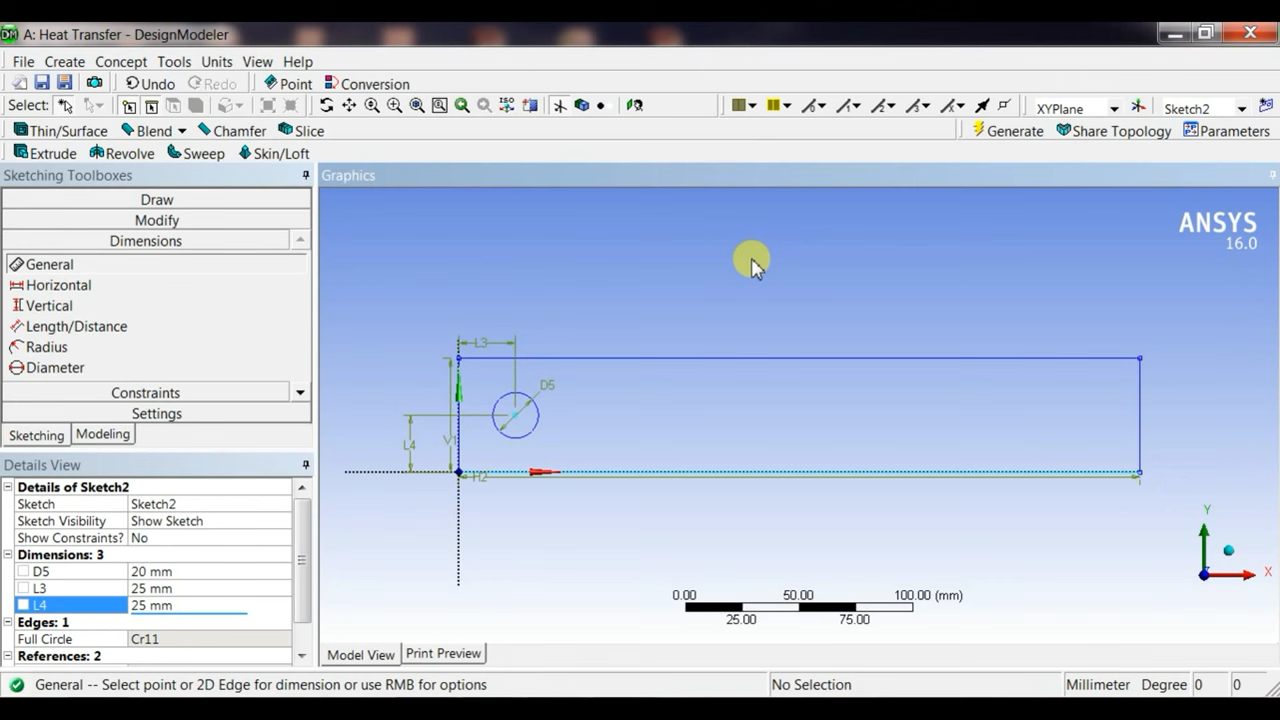 DM A: Heat Transfer - DesignModeler
File Create Concept Tools Units View Help
Undo Redo Point Conversion
Select: XYPlane Sketch2
Thin/Surface Blend Chamfer Slice Generate Share Topology Parameters
Extrude Revolve Sweep Skin/Loft
Sketching Toolboxes
Draw
Modify
Dimensions
General
Horizontal
Vertical
Length/Distance
Radius
Diameter
Constraints
Settings
Sketching Modeling
Details View
Details of Sketch2
Sketch Sketch2
Sketch Visibility Show Sketch
Show Constraints? No
Dimensions: 3
D5 20 mm
L3 25 mm
L4 25 mm
Edges: 1
Full Circle Cr11
References: 2
Graphics
ANSYS
16.0
L3
D5
L4
V1
H2
Y
X
0.00 50.00 100.00 (mm)
25.00 75.00
Model View Print Preview
General -- Select point or 2D Edge for dimension or use RMB for options No Selection Millimeter Degree 0 0